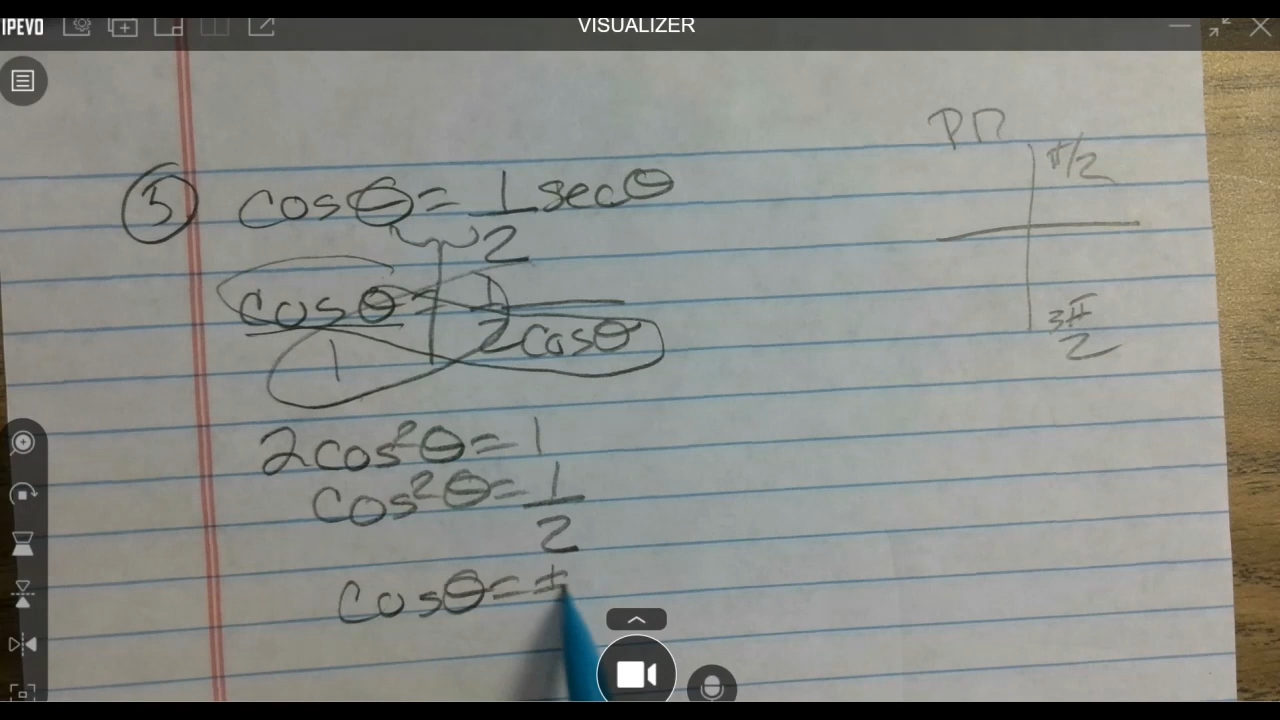 IPEVO
VISUALIZER
PΠ
π/2
3π/2
5 cosθ = 1/2 secθ
cosθ/1 = 1/2cosθ
2cos²θ = 1
cos²θ = 1/2
cosθ = ±